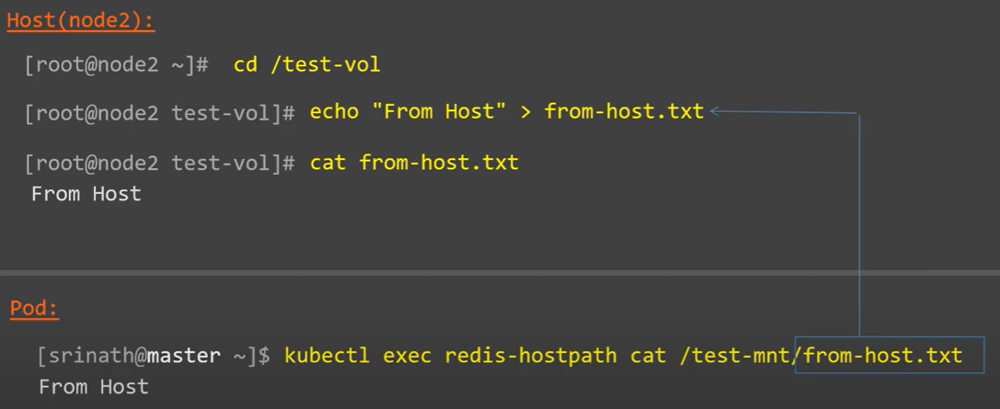 Host(node2):
[root@node2 ~]# cd /test-vol
[root@node2 test-vol]# echo "From Host" > from-host.txt
[root@node2 test-vol]# cat from-host.txt
From Host
Pod:
[srinath@master ~]$ kubectl exec redis-hostpath cat /test-mnt/from-host.txt
From Host